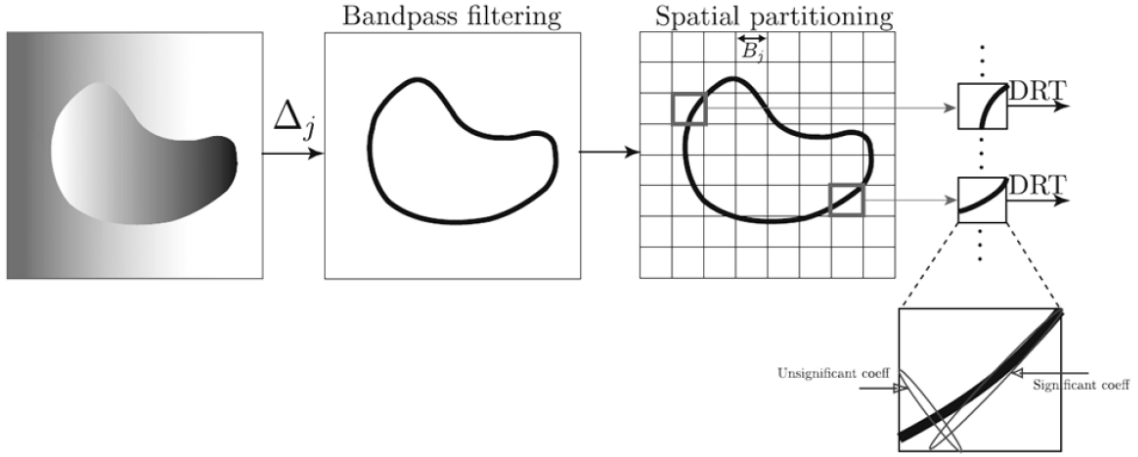 Bandpass filtering
Spatial partitioning
Δj
Bj
DRT
DRT
Unsignificant coeff
Significant coeff